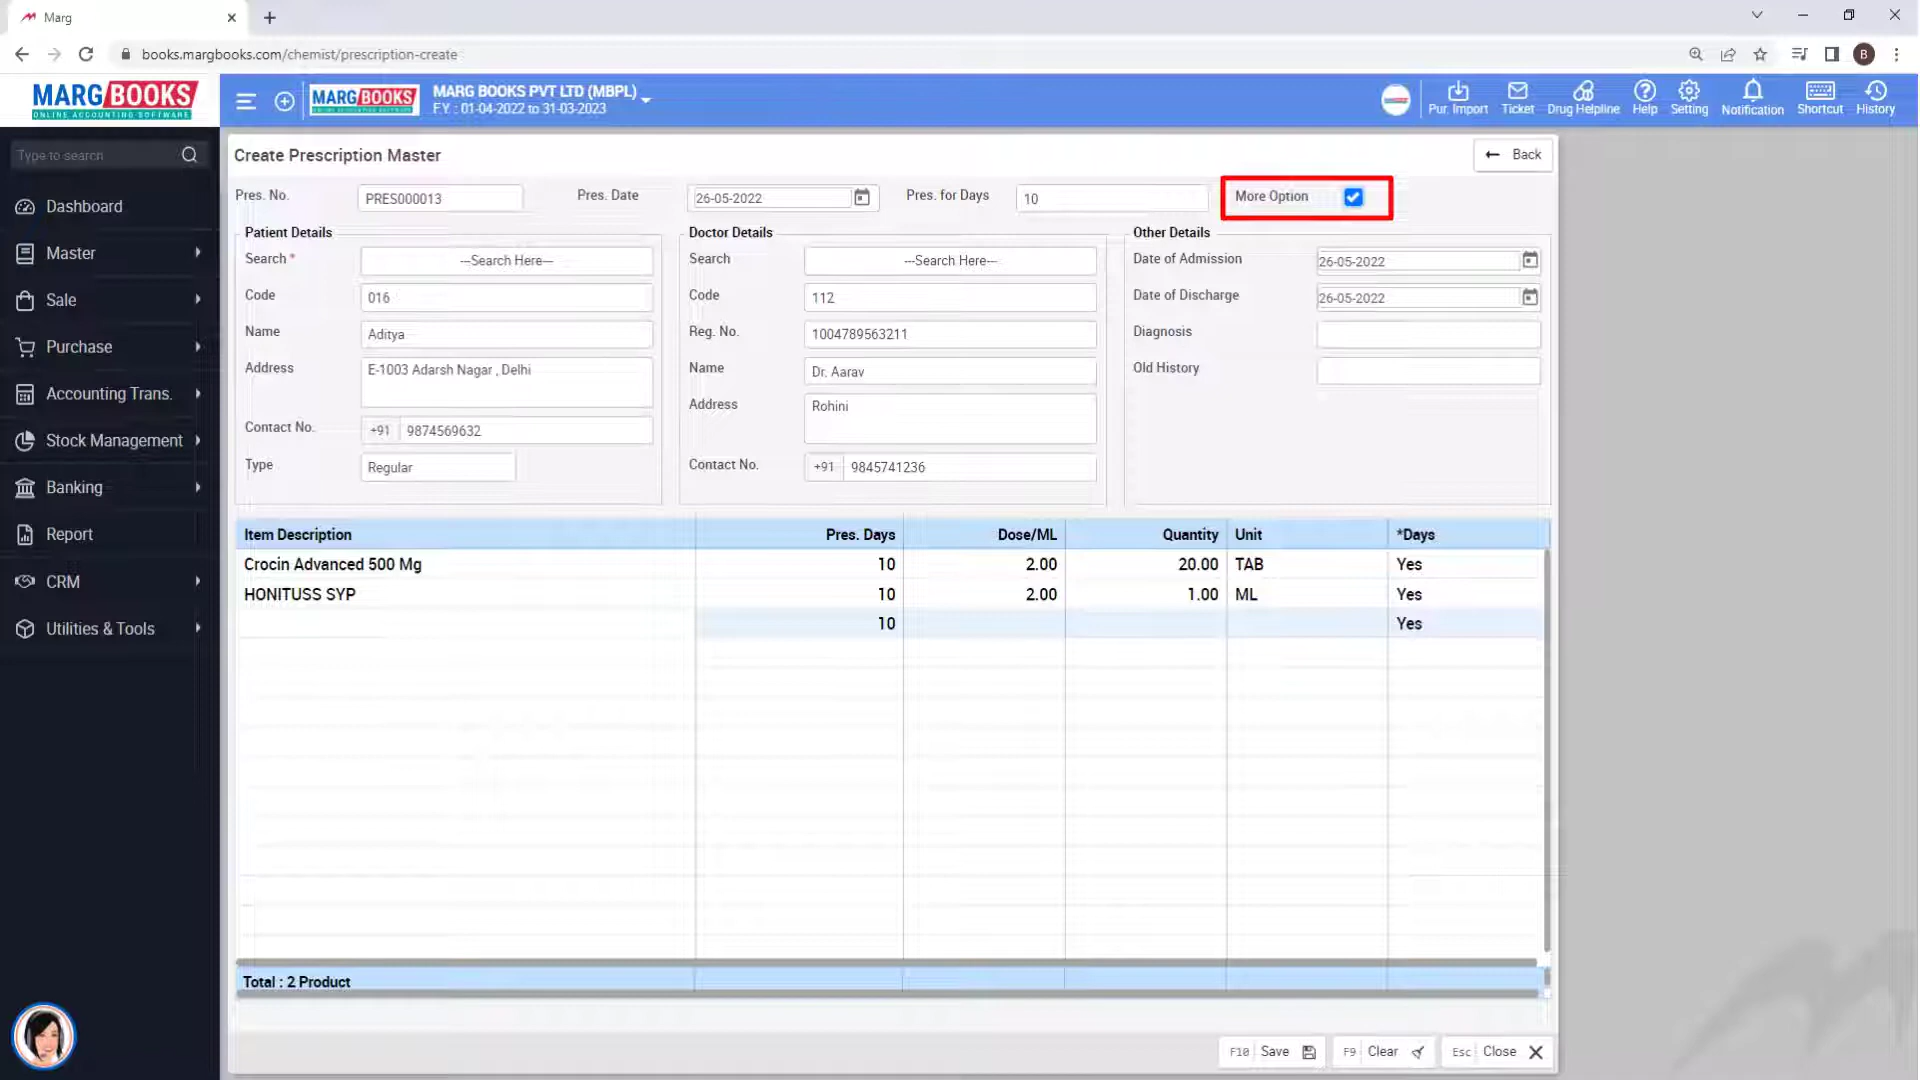 Marg
books.margbooks.com/chemist/prescription-create
B
MARG BOOKS
ONLINE ACCOUNTING SOFTWARE
MARG BOOKS
ONLINE ACCOUNTING SOFTWARE
MARG BOOKS PVT LTD (MBPL)
F.Y. : 01-04-2022 to 31-03-2023
Pur. Import
Ticket
Drug Helpline
Help
Setting
Notification
Shortcut
History
Type to search
Dashboard
Master
Sale
Purchase
Accounting Trans.
Stock Management
Banking
Report
CRM
Utilities & Tools
Create Prescription Master
Back
Pres. No. PRES000013 Pres. Date 26-05-2022 Pres. for Days 10 More Option
Patient Details
Search * ---Search Here---
Code 016
Name Aditya
Address E-1003 Adarsh Nagar , Delhi
Contact No. +91 9874569632
Type Regular
Doctor Details
Search ---Search Here---
Code 112
Reg. No. 1004789563211
Name Dr. Aarav
Address Rohini
Contact No. +91 9845741236
Other Details
Date of Admission 26-05-2022
Date of Discharge 26-05-2022
Diagnosis
Old History
Item Description Pres. Days Dose/ML Quantity Unit *Days
Crocin Advanced 500 Mg 10 2.00 20.00 TAB Yes
HONITUSS SYP 10 2.00 1.00 ML Yes
10 Yes
Total : 2 Product
F10 Save F9 Clear Esc Close